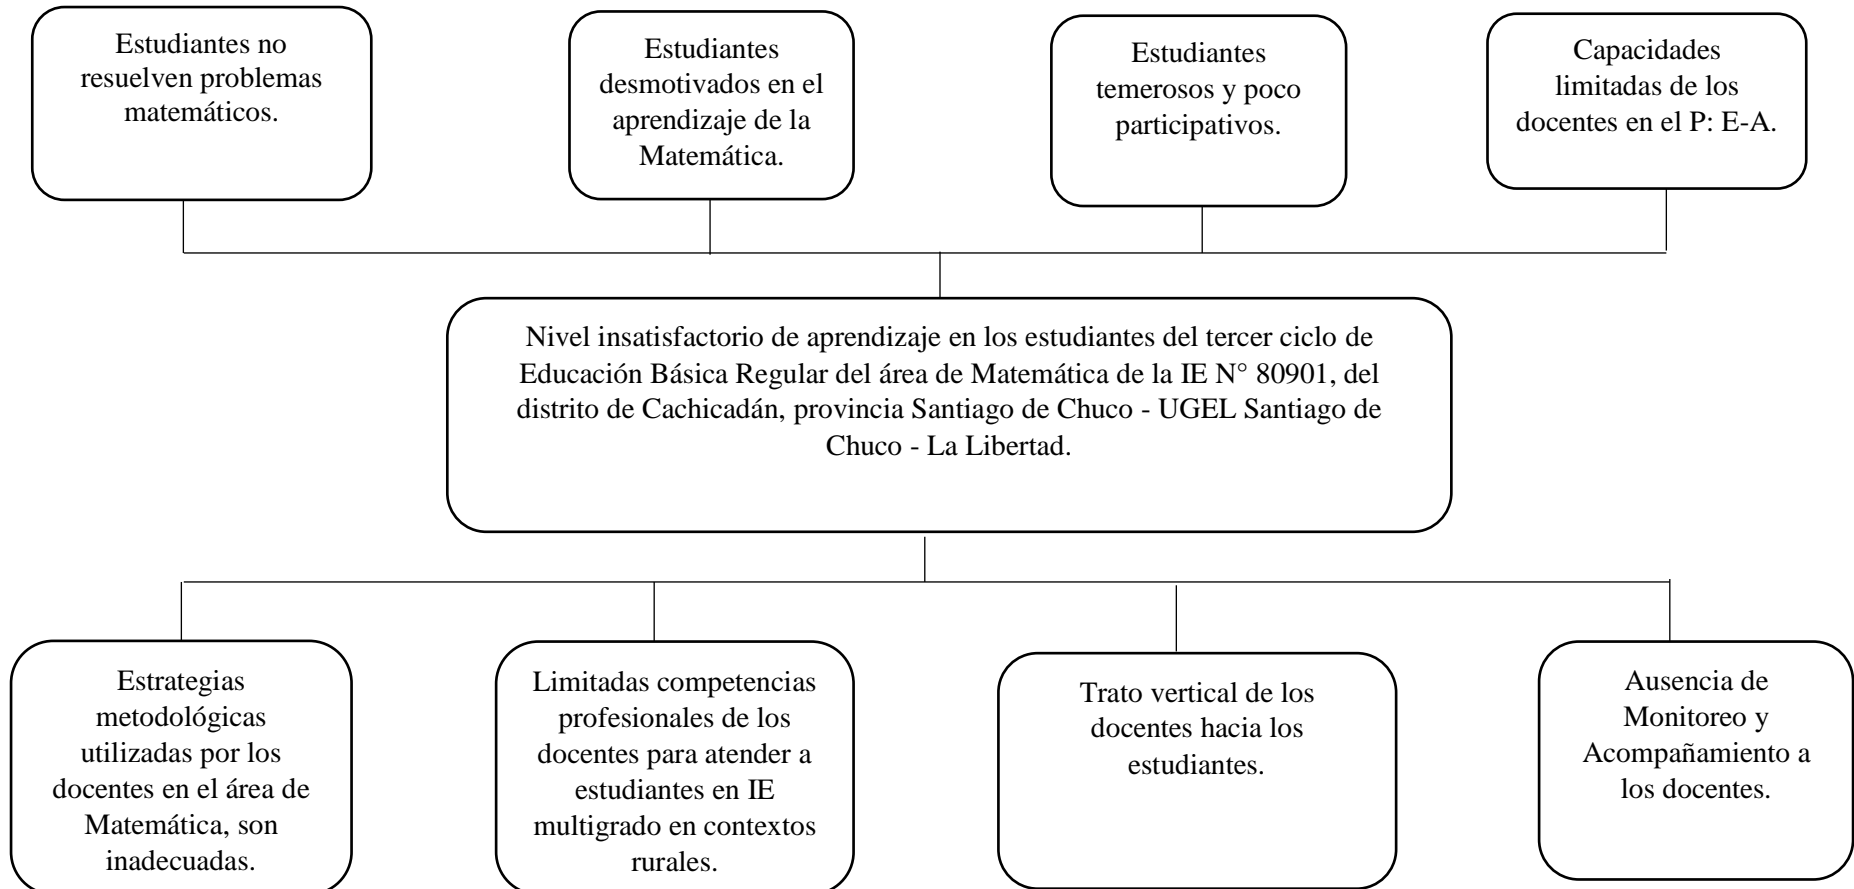 Estudiantes no
resuelven problemas
matemáticos.
Estudiantes
desmotivados en el
aprendizaje de la
Matemática.
Estudiantes
temerosos y poco
participativos.
Capacidades
limitadas de los
docentes en el P: E-A.
Nivel insatisfactorio de aprendizaje en los estudiantes del tercer ciclo de
Educación Básica Regular del área de Matemática de la IE N° 80901, del
distrito de Cachicadán, provincia Santiago de Chuco - UGEL Santiago de
Chuco - La Libertad.
Estrategias
metodológicas
utilizadas por los
docentes en el área de
Matemática, son
inadecuadas.
Limitadas competencias
profesionales de los
docentes para atender a
estudiantes en IE
multigrado en contextos
rurales.
Trato vertical de los
docentes hacia los
estudiantes.
Ausencia de
Monitoreo y
Acompañamiento a
los docentes.